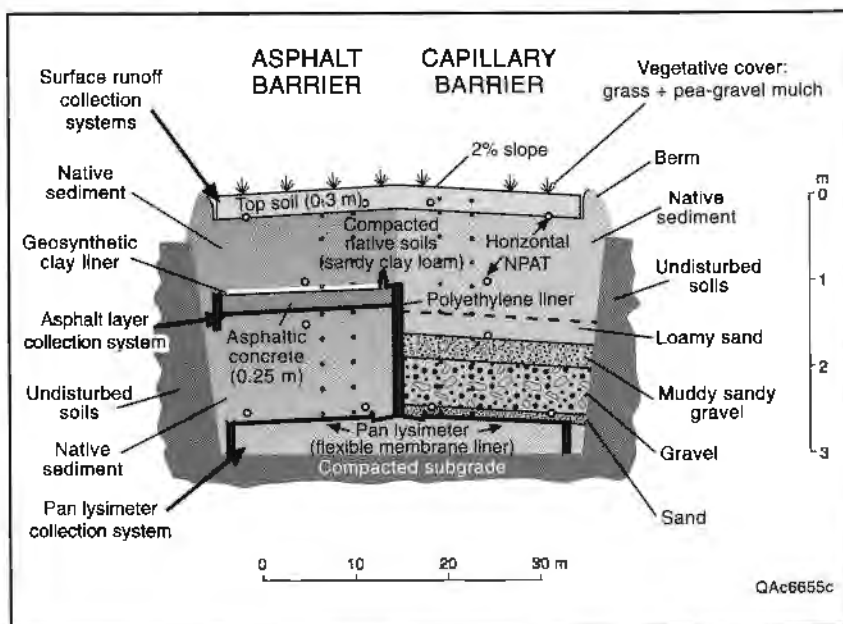 ASPHALT
BARRIER
CAPILLARY
BARRIER
Surface runoff
collection
systems
Vegetative cover:
grass + pea-gravel mulch
2% slope
Berm
m
Native
sediment
Top soil (0.3 m)
Native
sediment
0
Compacted
native soils
(sandy clay loam)
Horizontal
NPAT
Geosynthetic
clay liner
Undisturbed
soils
1
Polyethylene liner
Asphalt layer
collection system
Asphaltic
concrete
(0.25 m)
Loamy sand
2
Undisturbed
soils
Muddy sandy
gravel
Native
sediment
Pan lysimeter
(flexible membrane liner)
Gravel
3
Compacted subgrade
Pan lysimeter
collection system
Sand
0 10 20 30 m
QAc6655c